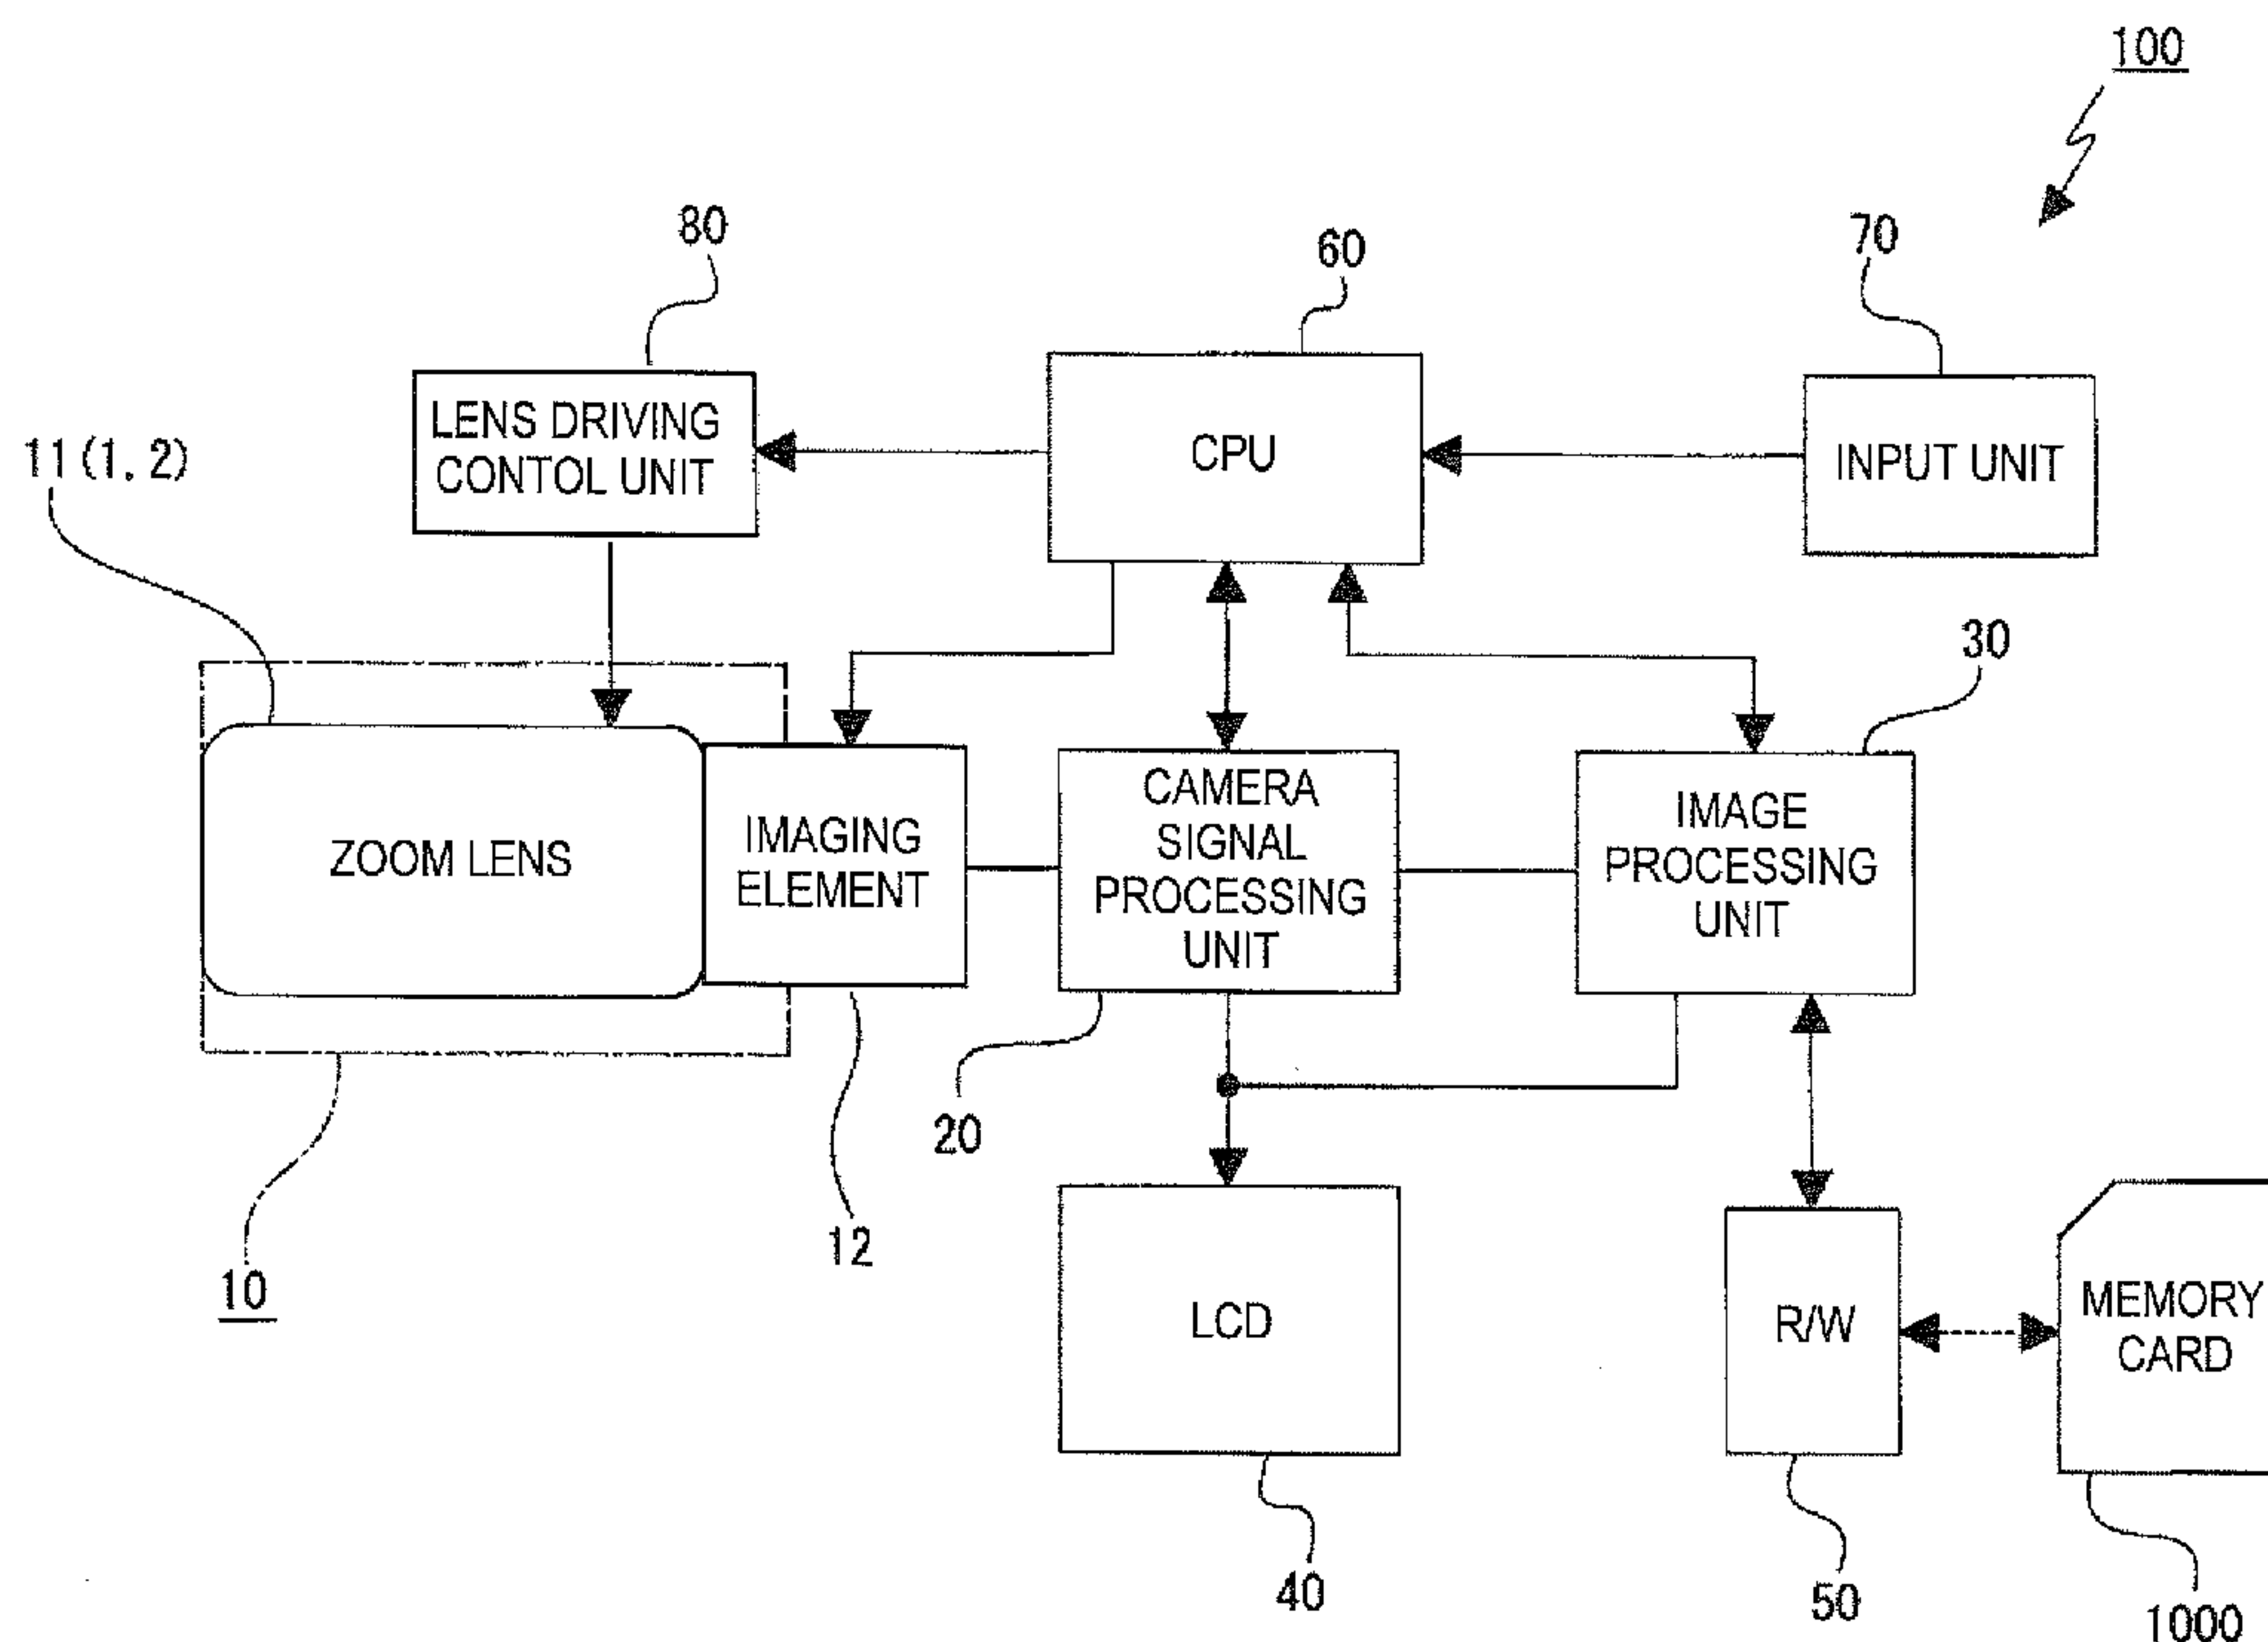 100
80
60
70
LENS DRIVING
CONTOL UNIT
CPU
INPUT UNIT
11(1, 2)
30
ZOOM LENS
IMAGING
ELEMENT
CAMERA
SIGNAL
PROCESSING
UNIT
IMAGE
PROCESSING
UNIT
20
12
10
LCD
R/W
MEMORY
CARD
40
50
1000